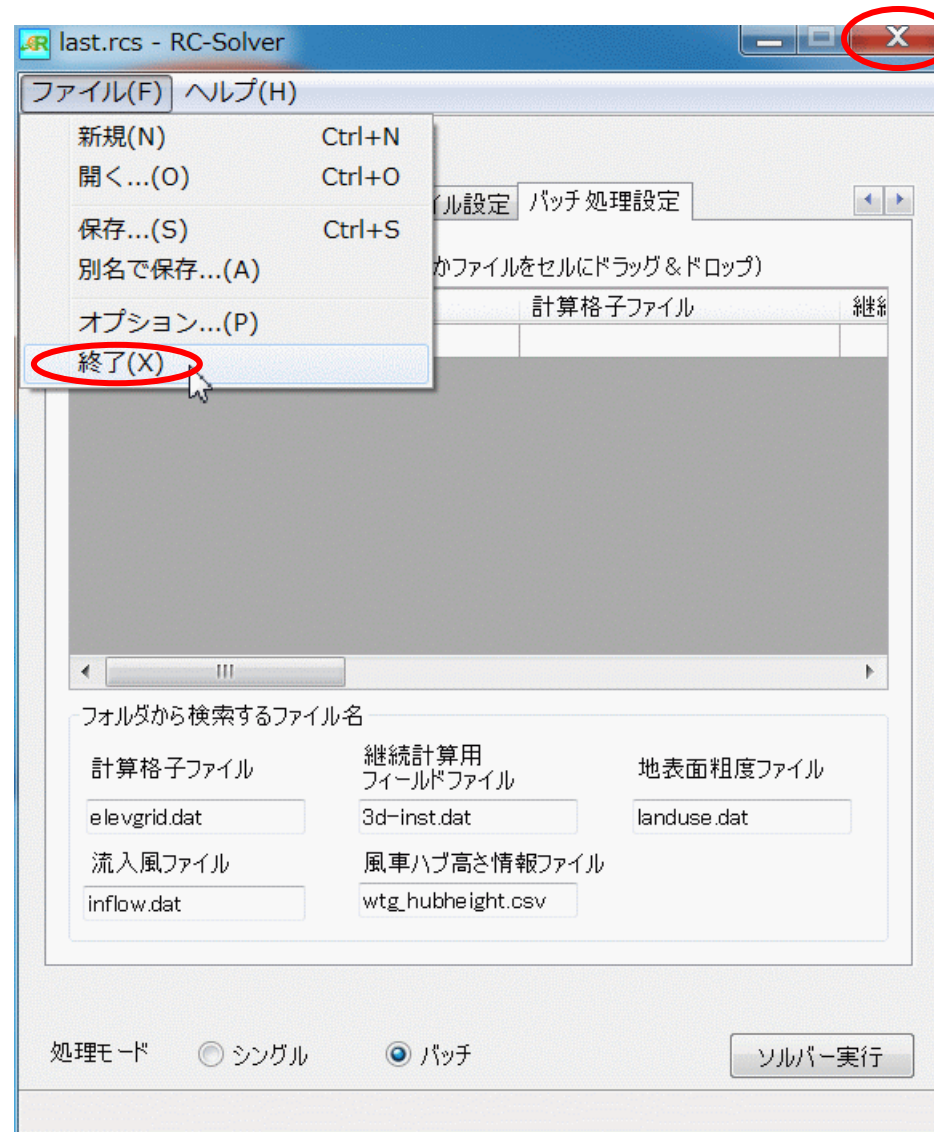 last.rcs - RC-Solver
ファイル(F) ヘルプ(H)
新規(N) Ctrl+N
開く...(O) Ctrl+O
保存...(S) Ctrl+S
別名で保存...(A)
オプション...(P)
終了(X)
イル設定 バッチ処理設定
かファイルをセルにドラッグ＆ドロップ)
計算格子ファイル 継続
フォルダから検索するファイル名
計算格子ファイル
継続計算用
フィールドファイル
地表面粗度ファイル
elevgrid.dat 3d-inst.dat landuse.dat
流入風ファイル 風車ハブ高さ情報ファイル
inflow.dat wtg_hubheight.csv
処理モード シングル バッチ ソルバー実行